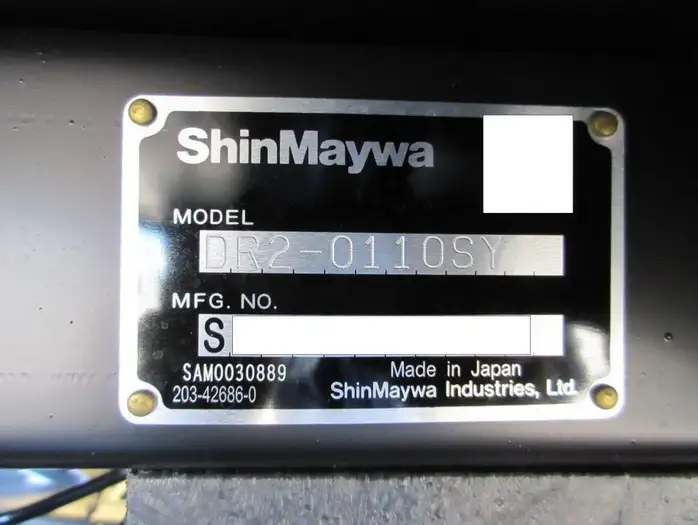 ShinMaywa
MODEL
DR2-0110SY
MFG. NO.
S
SAM0030889
203-42686-0
Made in Japan
ShinMaywa Industries, Ltd.